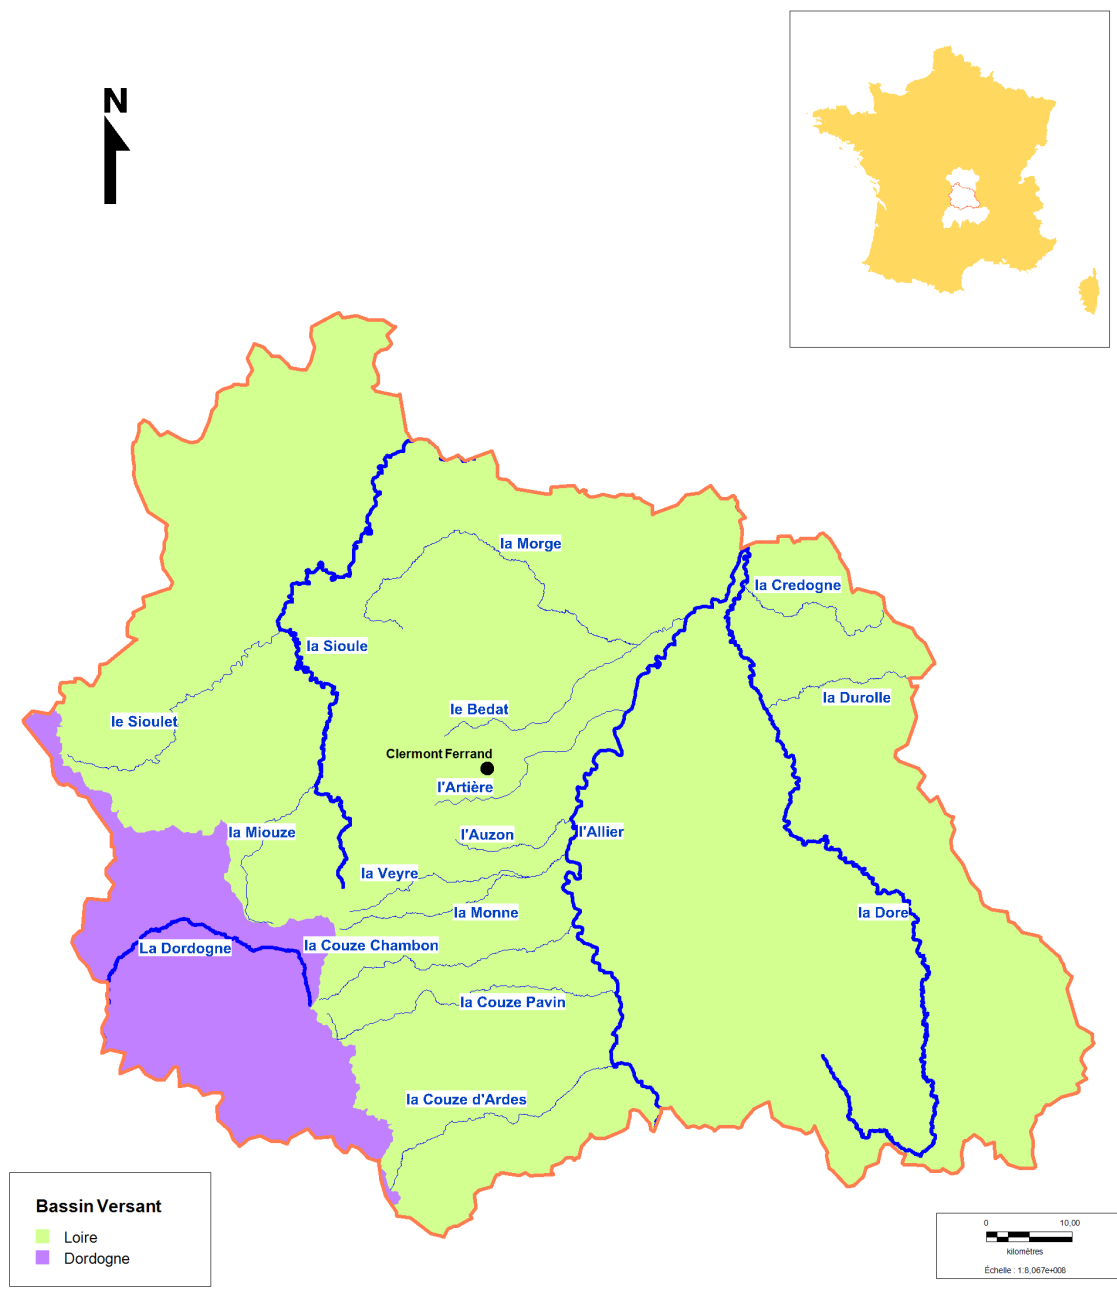 N
la Morge
la Credogne
la Sioule
la Durolle
le Bedat
le Sioulet
Clermont Ferrand
l'Artière
la Miouze
l'Auzon
l'Allier
la Veyre
la Monne
la Dore
La Dordogne
la Couze Chambon
la Couze Pavin
la Couze d'Ardes
Bassin Versant
Loire
Dordogne
0 10,00
kilomètres
Échelle : 1:8,067e+008